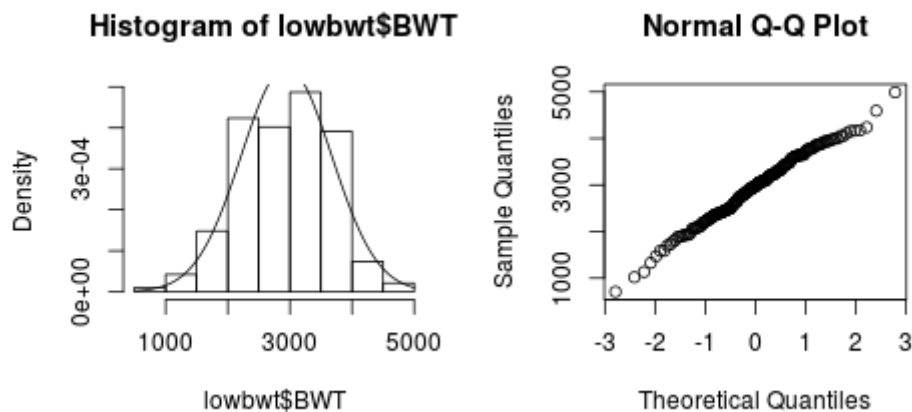 Histogram of lowbwt$BWT
Density
0e+00
3e-04
1000
3000
5000
lowbwt$BWT
Normal Q-Q Plot
Sample Quantiles
1000
3000
5000
-3
-2
-1
0
1
2
3
Theoretical Quantiles